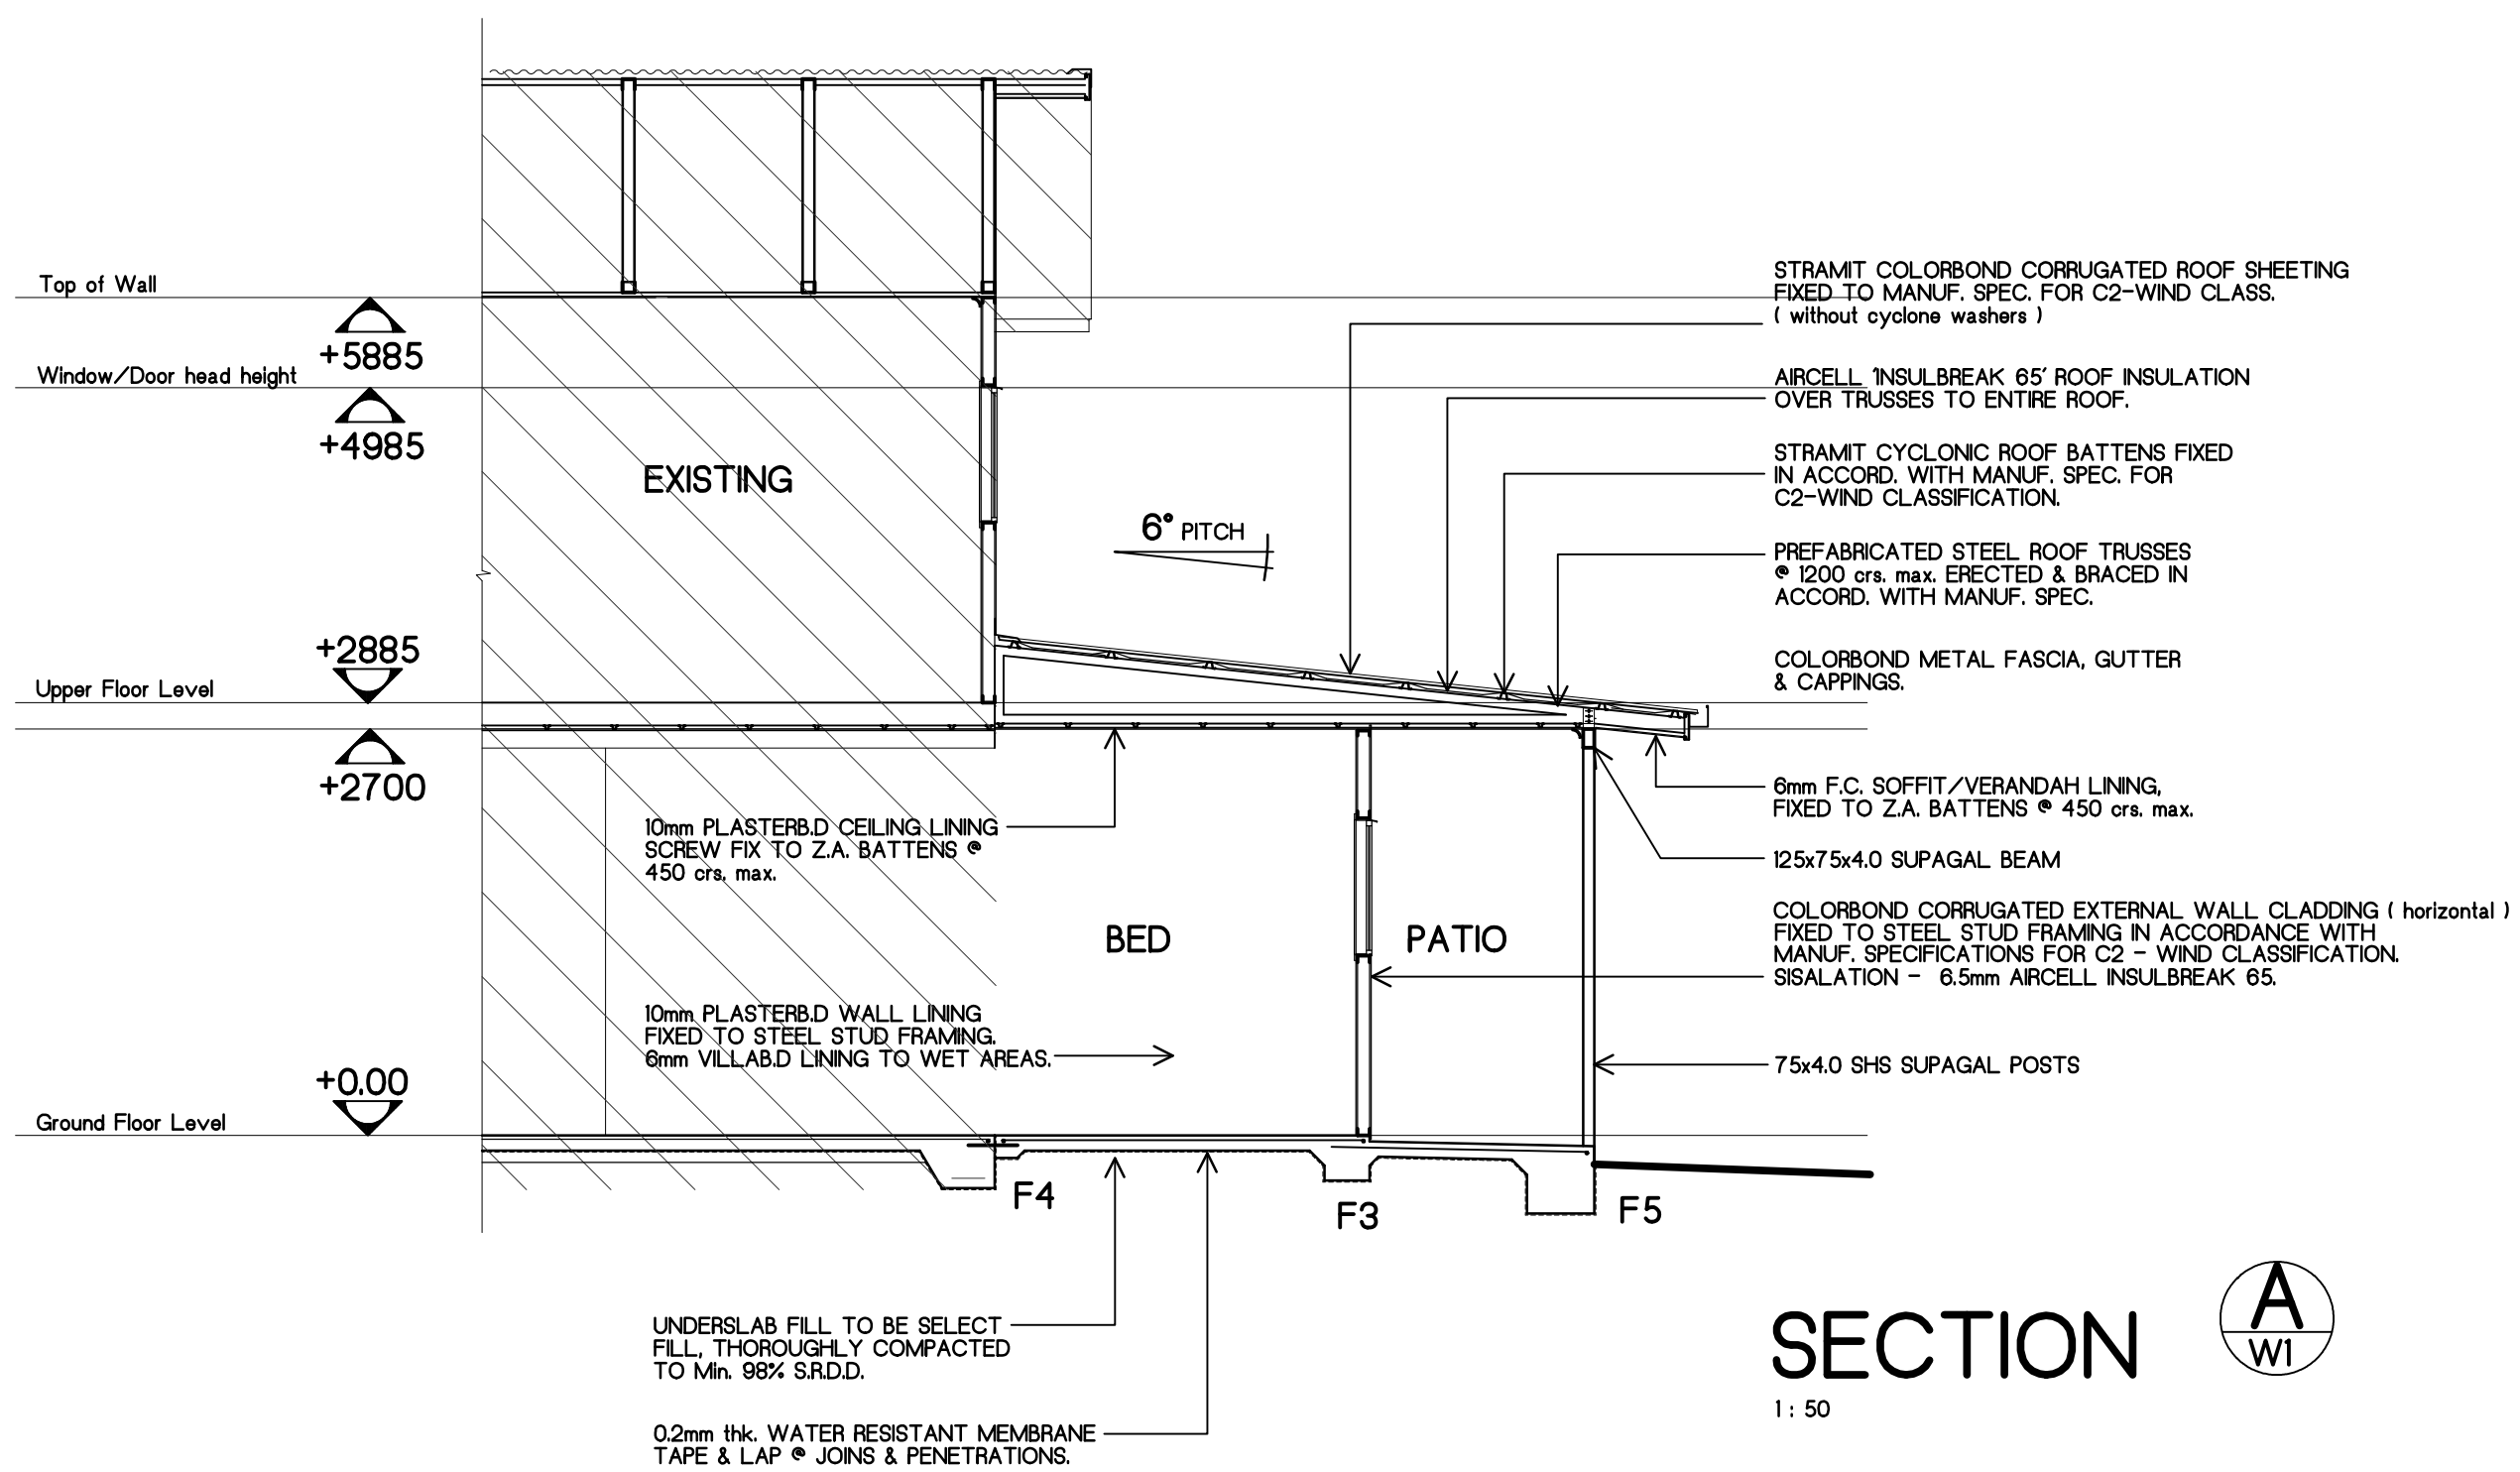 Top of Wall
+5885
Window/Door head height
+4985
EXISTING
6° PITCH
+2885
Upper Floor Level
+2700
STRAMIT COLORBOND CORRUGATED ROOF SHEETING
FIXED TO MANUF. SPEC. FOR C2-WIND CLASS.
( without cyclone washers )
AIRCELL 'INSULBREAK 65' ROOF INSULATION
OVER TRUSSES TO ENTIRE ROOF.
STRAMIT CYCLONIC ROOF BATTENS FIXED
IN ACCORD. WITH MANUF. SPEC. FOR
C2-WIND CLASSIFICATION.
PREFABRICATED STEEL ROOF TRUSSES
@ 1200 crs. max. ERECTED & BRACED IN
ACCORD. WITH MANUF. SPEC.
COLORBOND METAL FASCIA, GUTTER
& CAPPINGS.
6mm F.C. SOFFIT/VERANDAH LINING,
FIXED TO Z.A. BATTENS @ 450 crs. max.
125x75x4.0 SUPAGAL BEAM
COLORBOND CORRUGATED EXTERNAL WALL CLADDING ( horizontal )
FIXED TO STEEL STUD FRAMING IN ACCORDANCE WITH
MANUF. SPECIFICATIONS FOR C2 - WIND CLASSIFICATION.
SISALATION - 6.5mm AIRCELL INSULBREAK 65.
75x4.0 SHS SUPAGAL POSTS
10mm PLASTERB.D CEILING LINING
SCREW FIX TO Z.A. BATTENS @
450 crs. max.
BED
PATIO
10mm PLASTERB.D WALL LINING
FIXED TO STEEL STUD FRAMING.
6mm VILLAB.D LINING TO WET AREAS.
+0.00
Ground Floor Level
F4
F3
F5
UNDERSLAB FILL TO BE SELECT
FILL, THOROUGHLY COMPACTED
TO Min. 98% S.R.D.D.
0.2mm thk. WATER RESISTANT MEMBRANE
TAPE & LAP @ JOINS & PENETRATIONS.
SECTION
1 : 50
A
W1